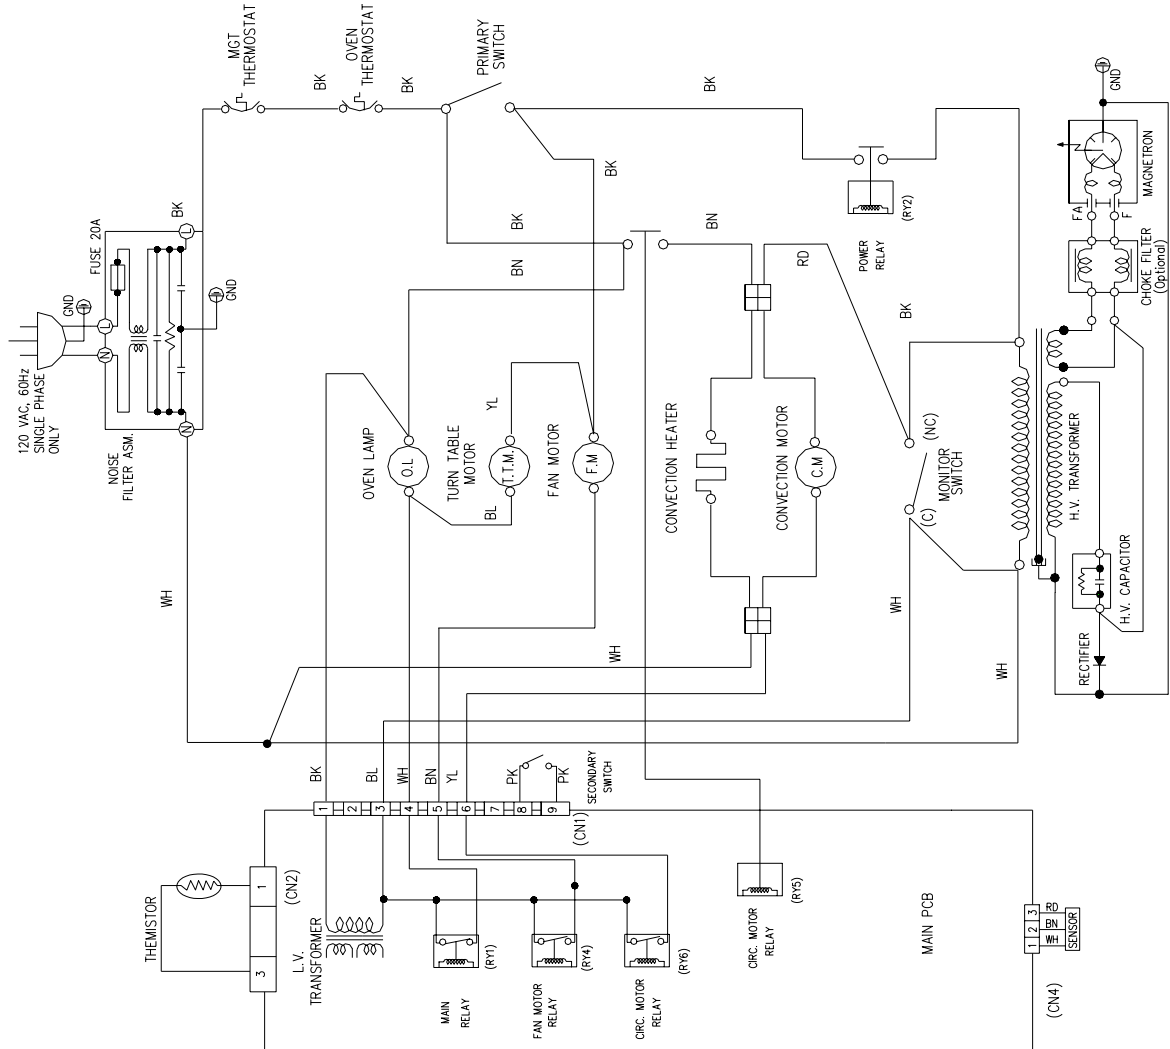 MGT
THERMOSTAT
OVEN
THERMOSTAT
PRIMARY
SWITCH
BK
BK
BK
BK
BK
GND
FUSE 20A
GND
L
L
N
N
GND
120 VAC, 60Hz
SINGLE PHASE
ONLY
NOISE
FILTER ASM.
BK
BK
BN
BN
RD
BK
(RY2)
POWER
RELAY
MAGNETRON
FA
F
CHOKE FILTER
(Optional)
OVEN LAMP
O.L
TURN TABLE
MOTOR
T.T.M.
YL
BL
FAN MOTOR
F.M
CONVECTION HEATER
CONVECTION MOTOR
C.M
(NC)
(C)
MONITOR
SWITCH
H.V. TRANSFORMER
H.V. CAPACITOR
RECTIFIER
WH
WH
WH
WH
BK
BL
WH
BN
YL
PK
PK
SECONDARY
SWITCH
1
2
3
4
5
6
7
8
9
(CN1)
THEMISTOR
1
3
(CN2)
L.V.
TRANSFORMER
(RY1)
MAIN
RELAY
(RY4)
FAN MOTOR
RELAY
(RY6)
CIRC. MOTOR
RELAY
(RY5)
CIRC. MOTOR
RELAY
MAIN PCB
3
2
1
RD
BN
WH
SENSOR
(CN4)